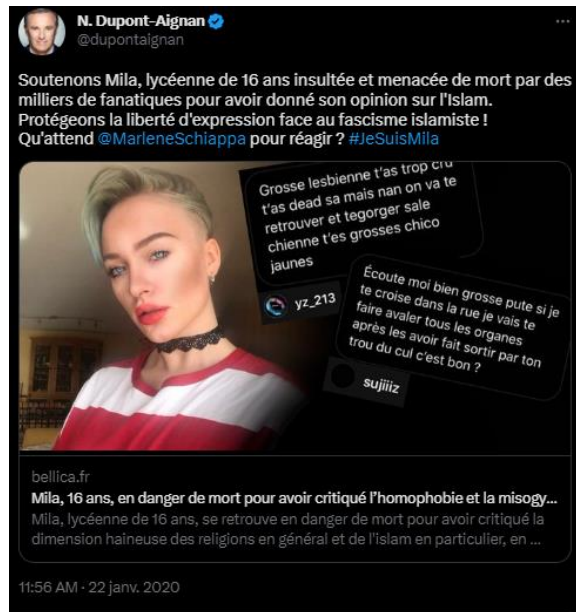 N. Dupont-Aignan
@dupontaignan
Soutenons Mila, lycéenne de 16 ans insultée et menacée de mort par des
milliers de fanatiques pour avoir donné son opinion sur l'Islam.
Protégeons la liberté d'expression face au fascisme islamiste !
Qu'attend @MarleneSchiappa pour réagir ? #JeSuisMila
Grosse lesbienne t'as trop cru
t'as dead sa mais nan on va te
retrouver et tegorger sale
chienne t'es grosses chico
jaunes
yz_213
Écoute moi bien grosse pute si je
te croise dans la rue je vais te
faire avaler tous les organes
après les avoir fait sortir par ton
trou du cul c'est bon ?
sujiiiz
bellica.fr
Mila, 16 ans, en danger de mort pour avoir critiqué l'homophobie et la misogy...
Mila, lycéenne de 16 ans, se retrouve en danger de mort pour avoir critiqué la
dimension haineuse des religions en général et de l'islam en particulier, en ...
11:56 AM · 22 janv. 2020